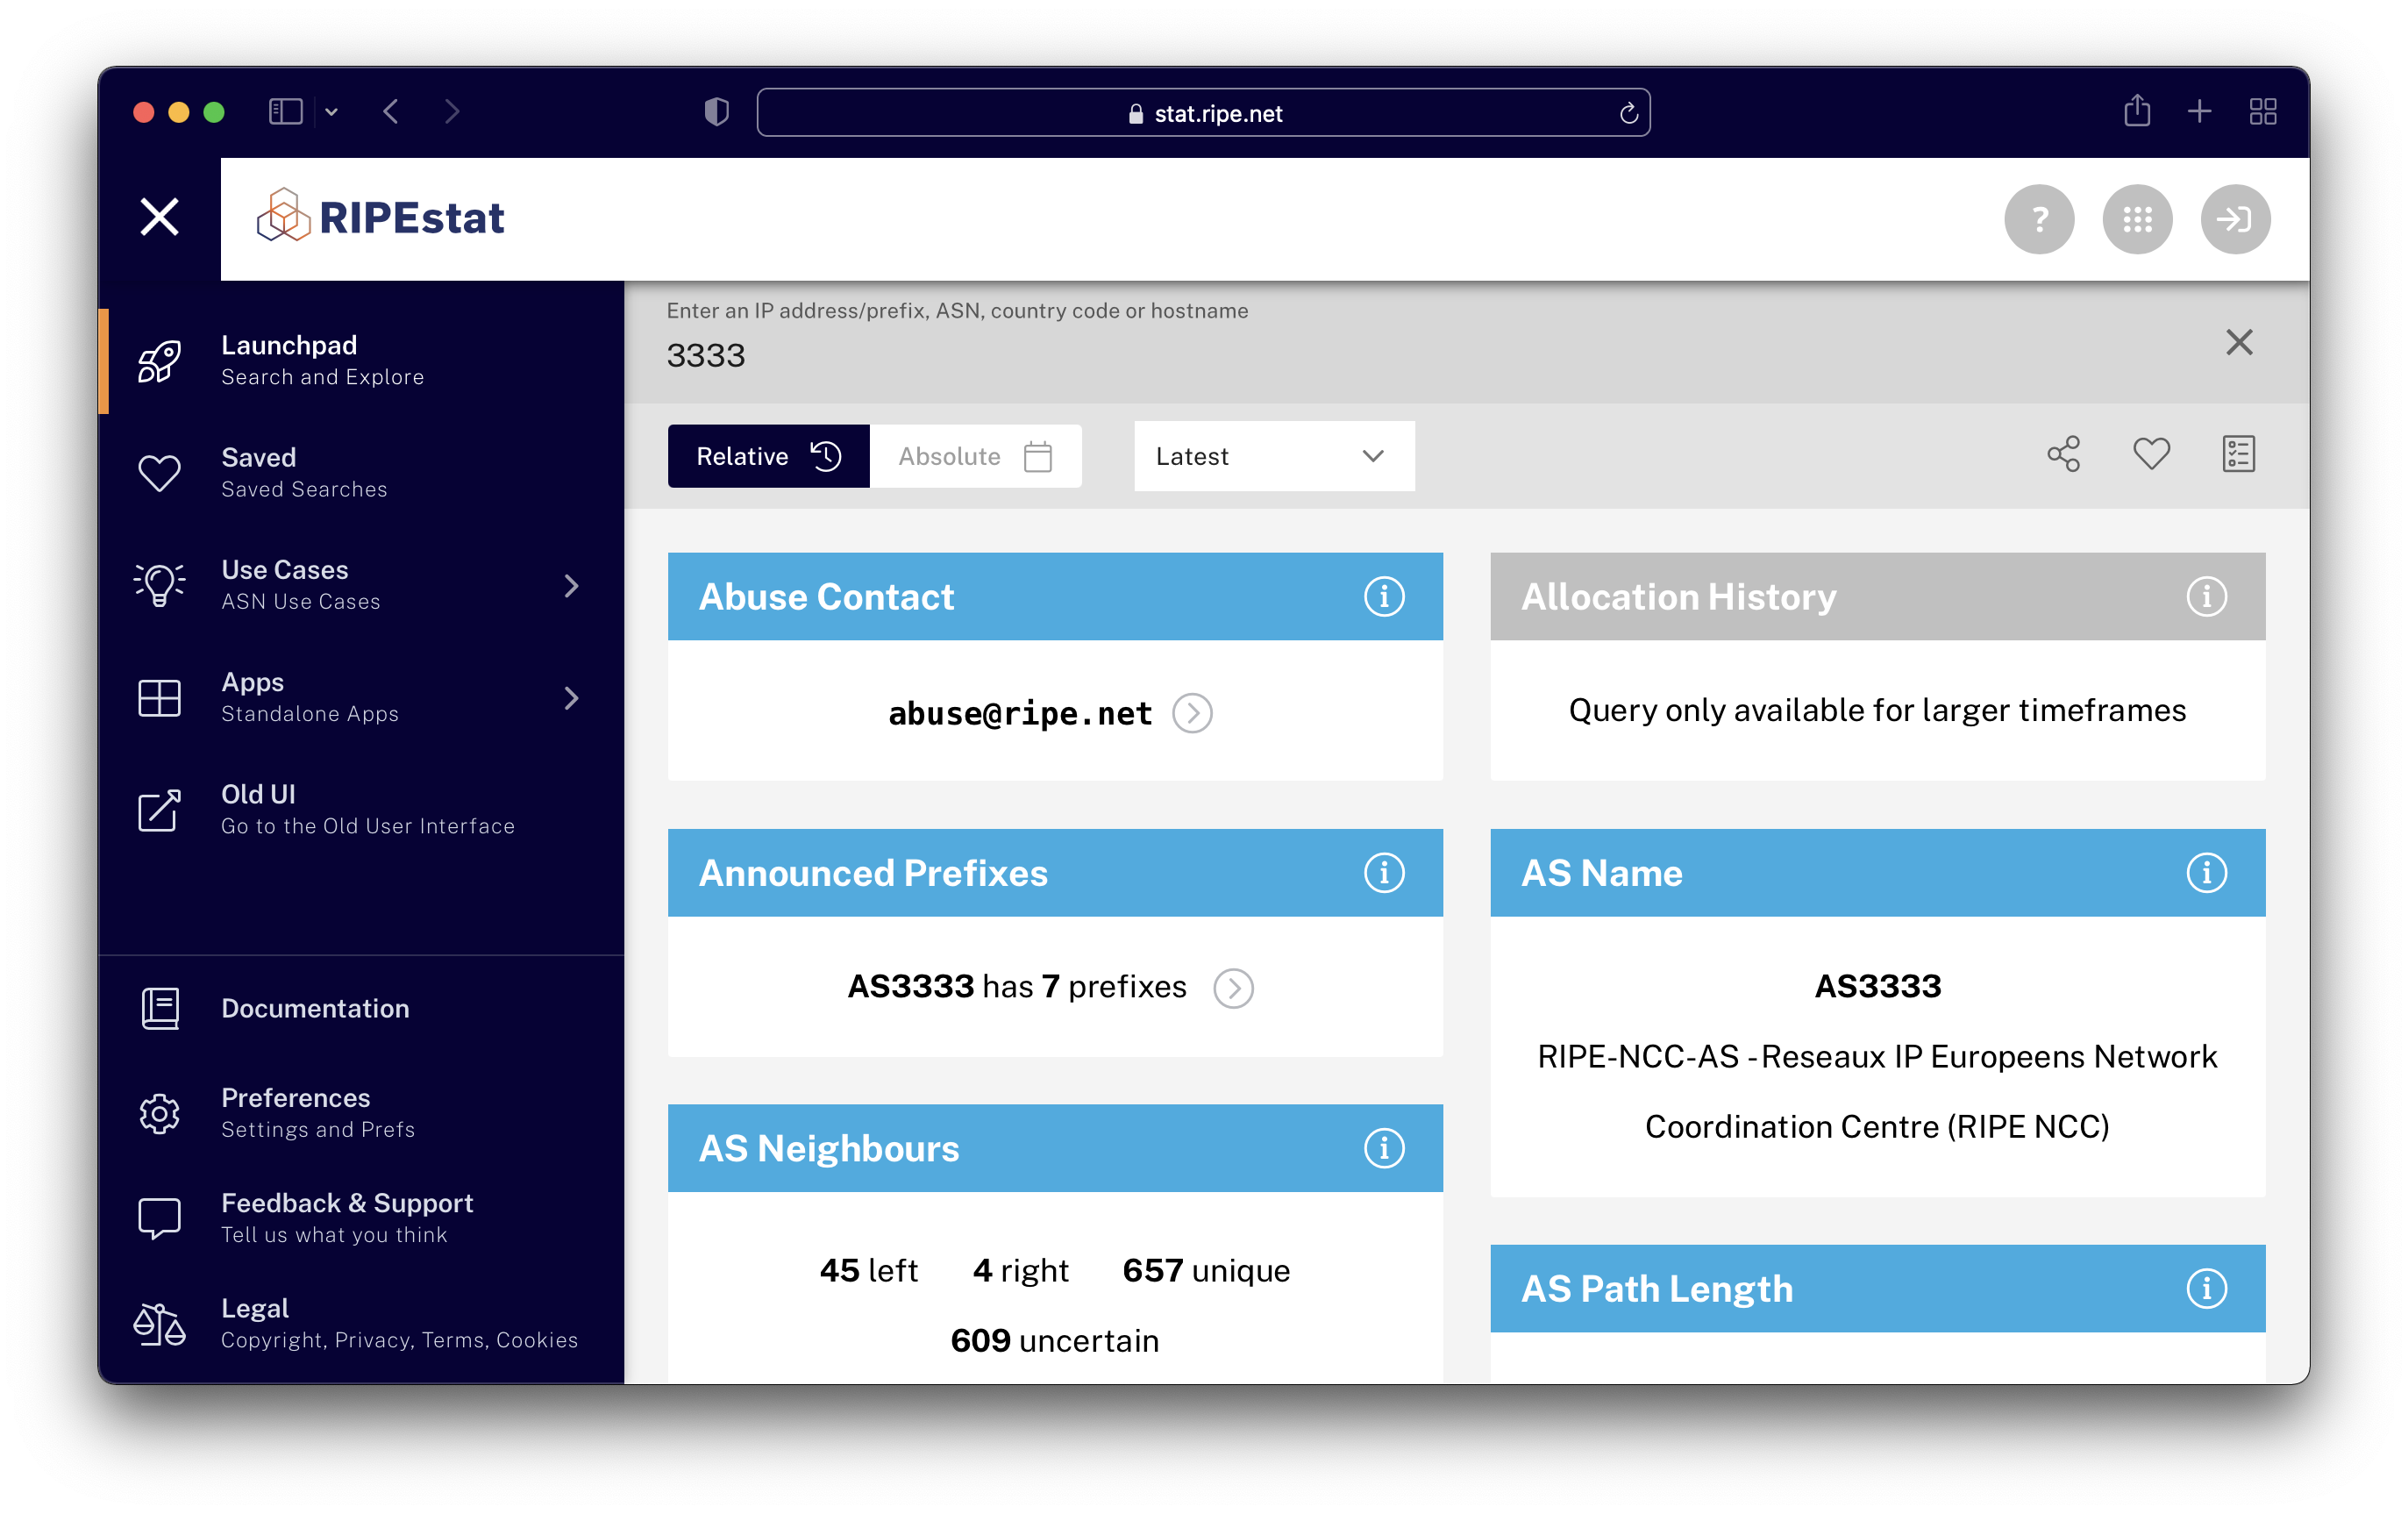 stat.ripe.net
RIPEstat
?
Launchpad
Search and Explore
Saved
Saved Searches
Use Cases
ASN Use Cases
Apps
Standalone Apps
Old UI
Go to the Old User Interface
Documentation
Preferences
Settings and Prefs
Feedback & Support
Tell us what you think
Legal
Copyright, Privacy, Terms, Cookies
Enter an IP address/prefix, ASN, country code or hostname
3333
Relative
Absolute
Latest
Abuse Contact
abuse@ripe.net
Allocation History
Query only available for larger timeframes
Announced Prefixes
AS3333 has 7 prefixes
AS Name
AS3333
RIPE-NCC-AS - Reseaux IP Europeens Network
Coordination Centre (RIPE NCC)
AS Neighbours
45 left 4 right 657 unique
609 uncertain
AS Path Length